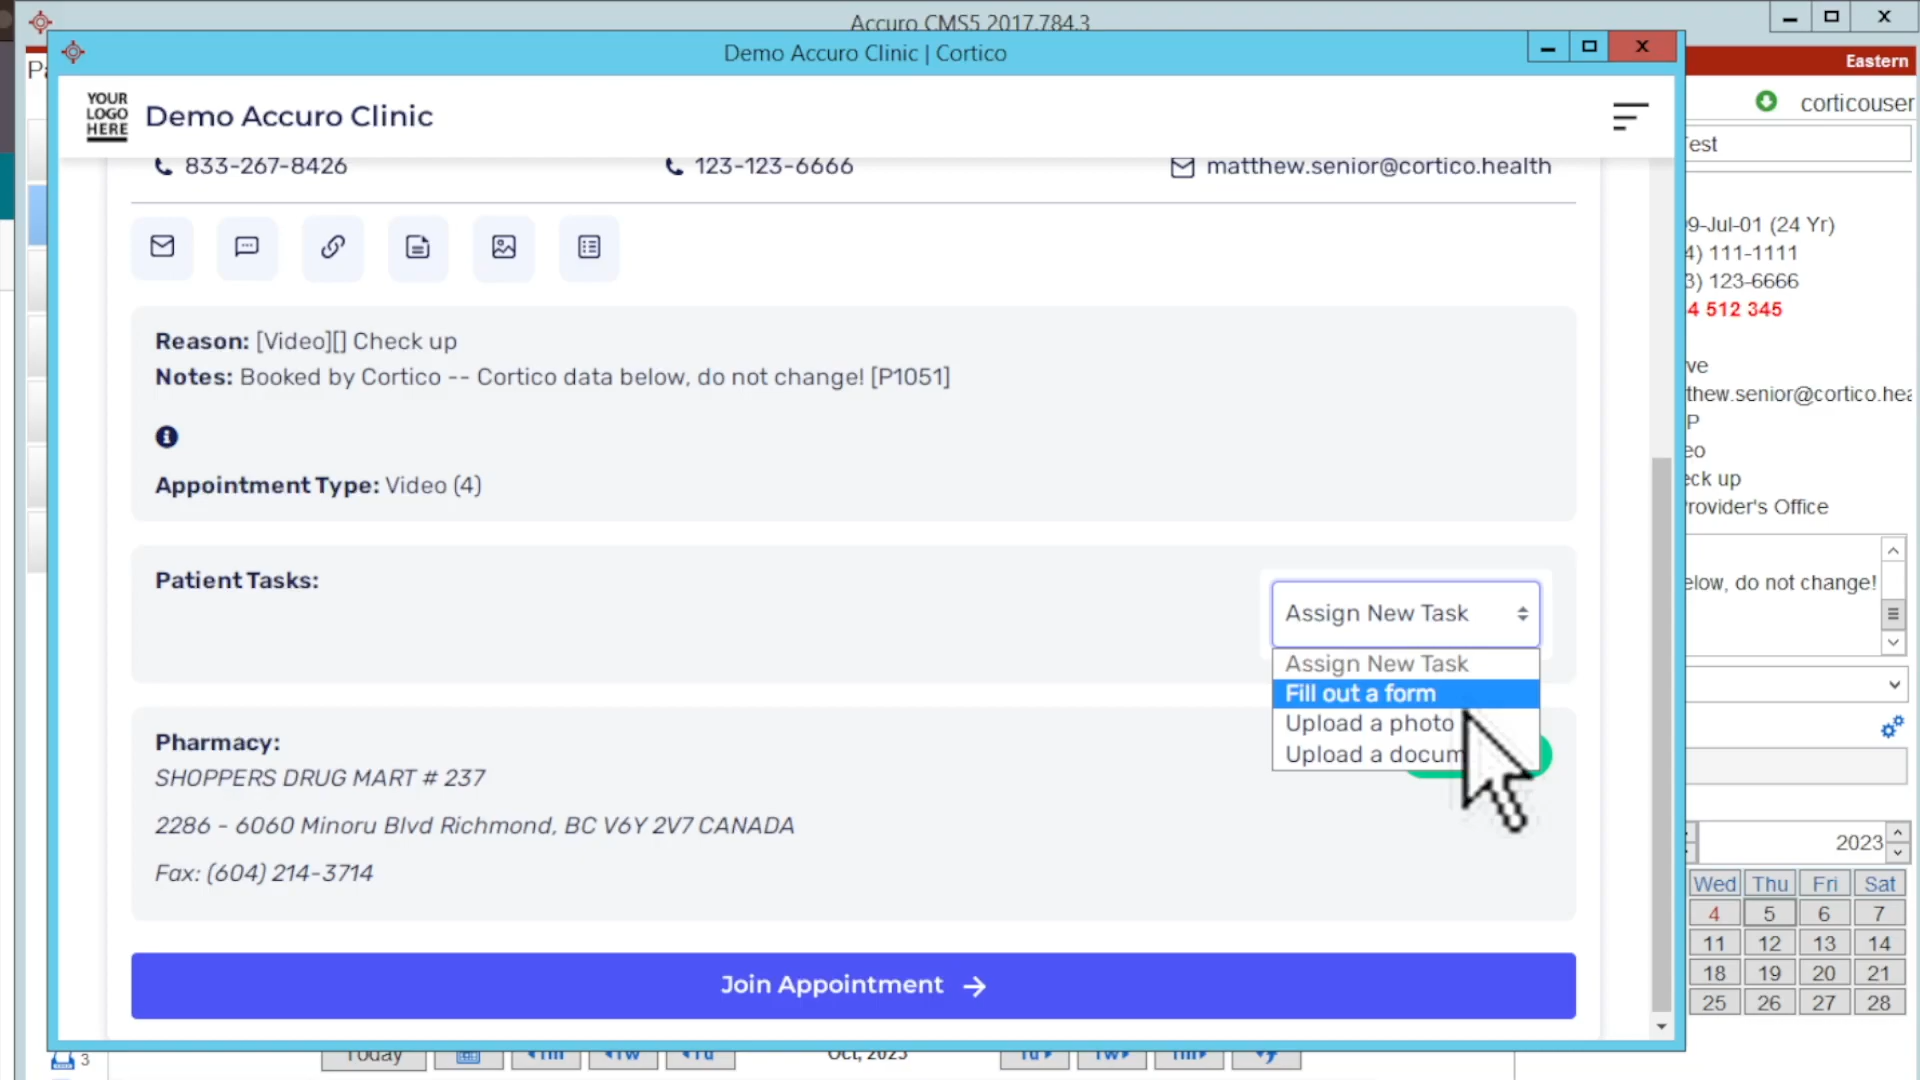 Accuro CMS5 2017.784.3
Demo Accuro Clinic | Cortico
Eastern
YOUR
LOGO
HERE
Demo Accuro Clinic
corticouser
833-267-8426
123-123-6666
matthew.senior@cortico.health
est
9-Jul-01 (24 Yr)
4) 111-1111
3) 123-6666
4 512 345
Reason: [Video][] Check up
Notes: Booked by Cortico -- Cortico data below, do not change! [P1051]
Appointment Type: Video (4)
ve
thew.senior@cortico.hea
P
eo
eck up
rovider's Office
elow, do not change!
Patient Tasks:
Assign New Task
Assign New Task
Fill out a form
Upload a photo
Upload a docum
Pharmacy:
SHOPPERS DRUG MART # 237
2286 - 6060 Minoru Blvd Richmond, BC V6Y 2V7 CANADA
Fax: (604) 214-3714
Join Appointment
2023
Wed Thu Fri Sat
4 5 6 7
11 12 13 14
18 19 20 21
25 26 27 28
3
Today
Oct, 2023